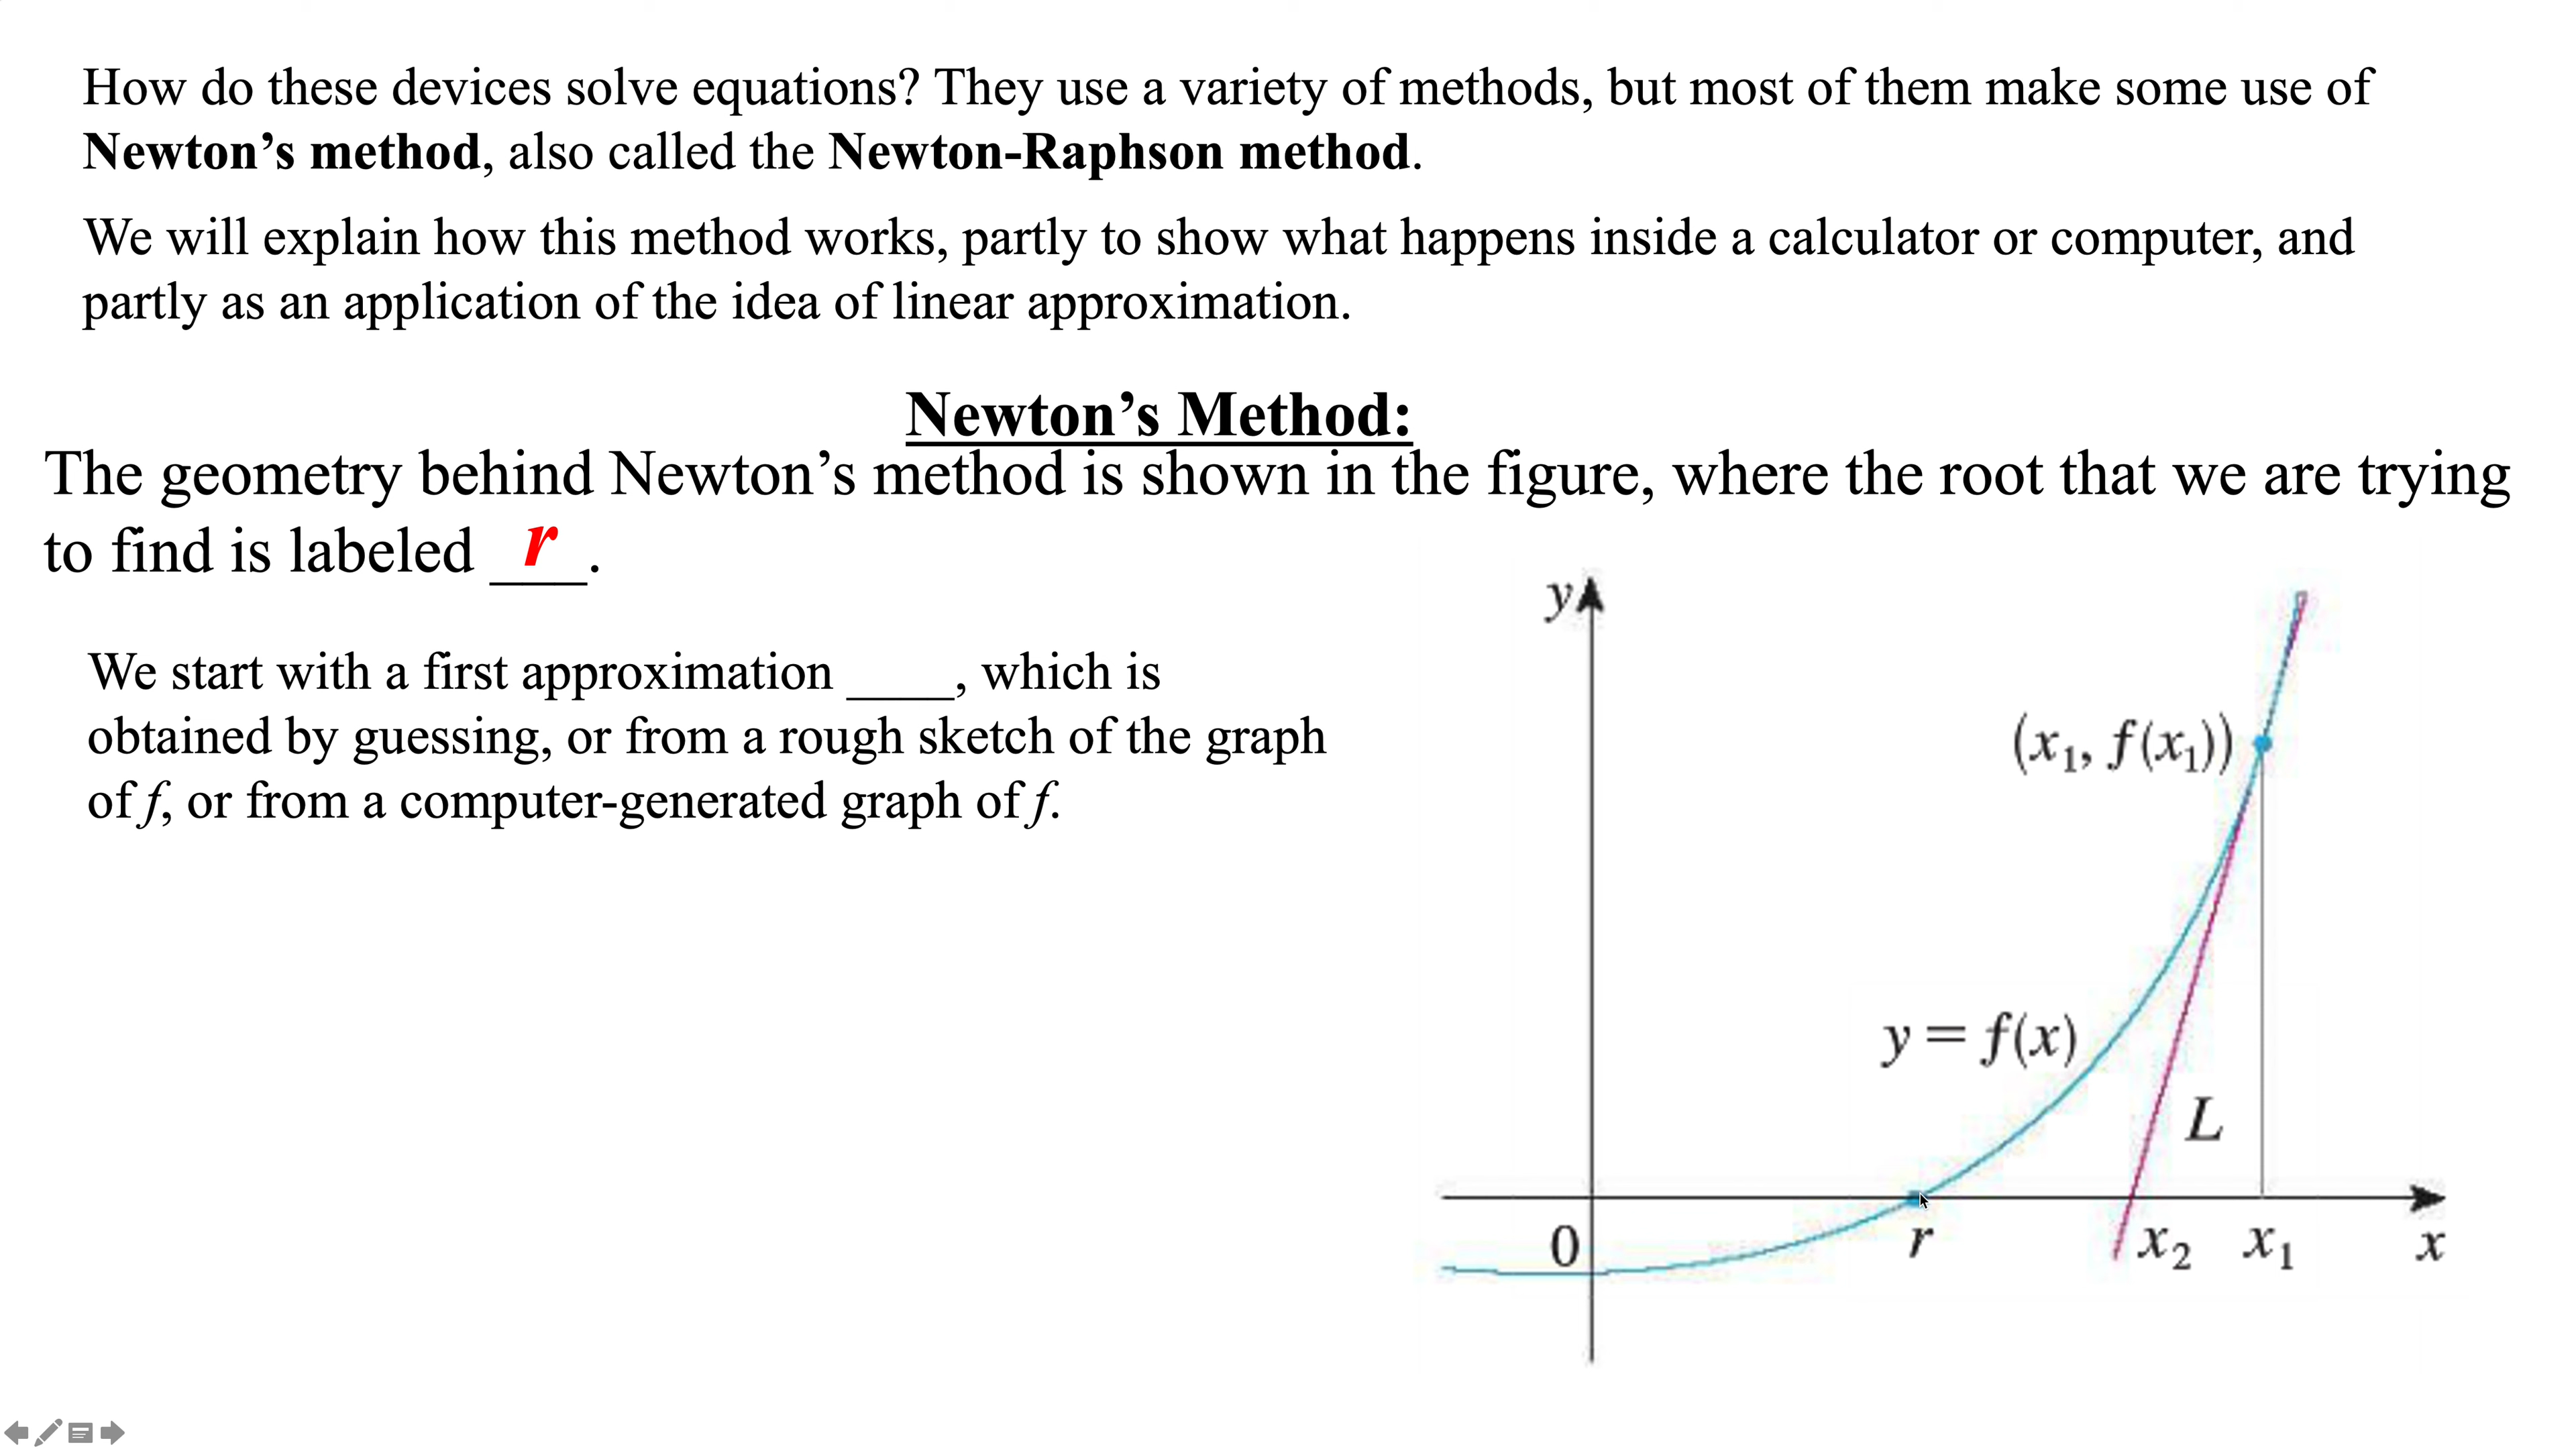 How do these devices solve equations? They use a variety of methods, but most of them make some use of
Newton’s method, also called the Newton-Raphson method.
We will explain how this method works, partly to show what happens inside a calculator or computer, and
partly as an application of the idea of linear approximation.
Newton’s Method:
The geometry behind Newton’s method is shown in the figure, where the root that we are trying
to find is labeled r.
We start with a first approximation ____, which is
obtained by guessing, or from a rough sketch of the graph
of f, or from a computer-generated graph of f.
y
(x₁, f(x₁))
y = f(x)
L
0
r
x₂
x₁
x